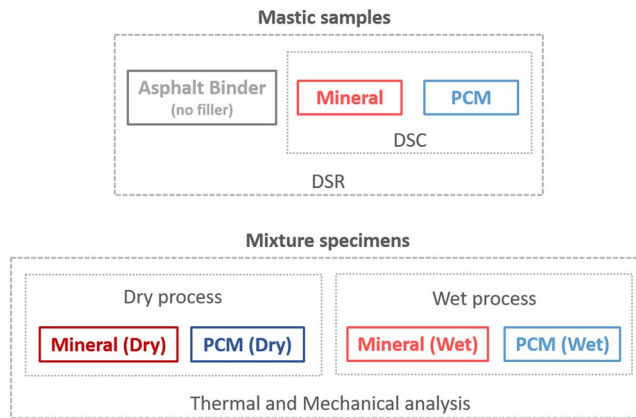 Mastic samples
Asphalt Binder
(no filler)
Mineral
PCM
DSC
DSR
Mixture specimens
Dry process
Wet process
Mineral (Dry)
PCM (Dry)
Mineral (Wet)
PCM (Wet)
Thermal and Mechanical analysis